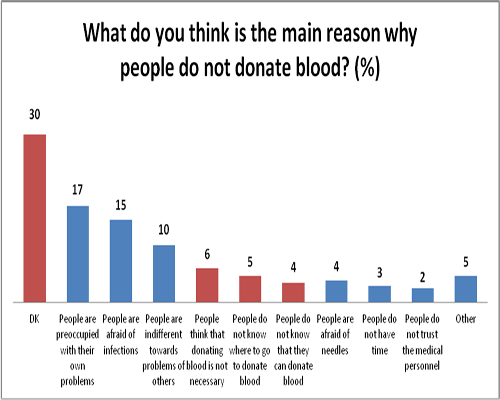 What do you think is the main reason why
people do not donate blood? (%)
30
17
15
10
6
5
4
4
3
2
5
DK
People are
preoccupied
with their
own
problems
People are
afraid of
infections
People are
indifferent
towards
problems of
others
People
think that
donating
blood is not
necessary
People do
not know
where to go
to donate
blood
People do
not know
that they
can donate
blood
People are
afraid of
needles
People do
not have
time
People do
not trust
the medical
personnel
Other